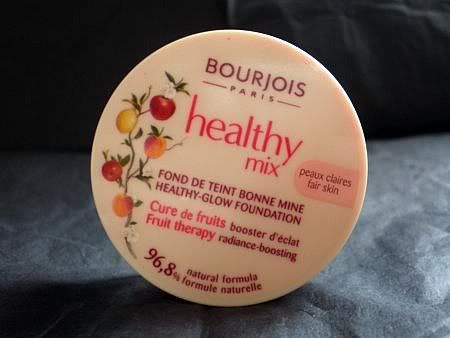 BOURJOIS
PARIS
healthy
mix
peaux claires
fair skin
FOND DE TEINT BONNE MINE
HEALTHY-GLOW FOUNDATION
Cure de fruits booster d'éclat
Fruit therapy radiance-boosting
96,8% natural formula
formule naturelle